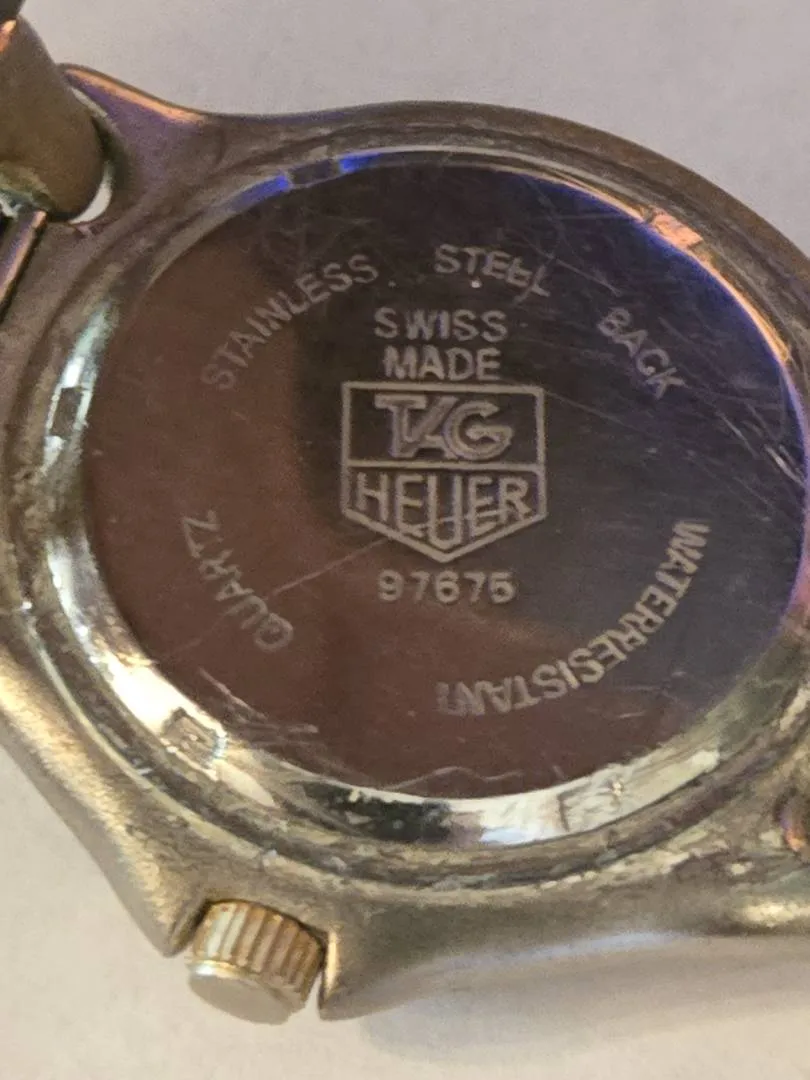 STAINLESS STEEL BACK
SWISS
MADE
TAG
HEUER
97675
QUARTZ
WATERRESISTANT